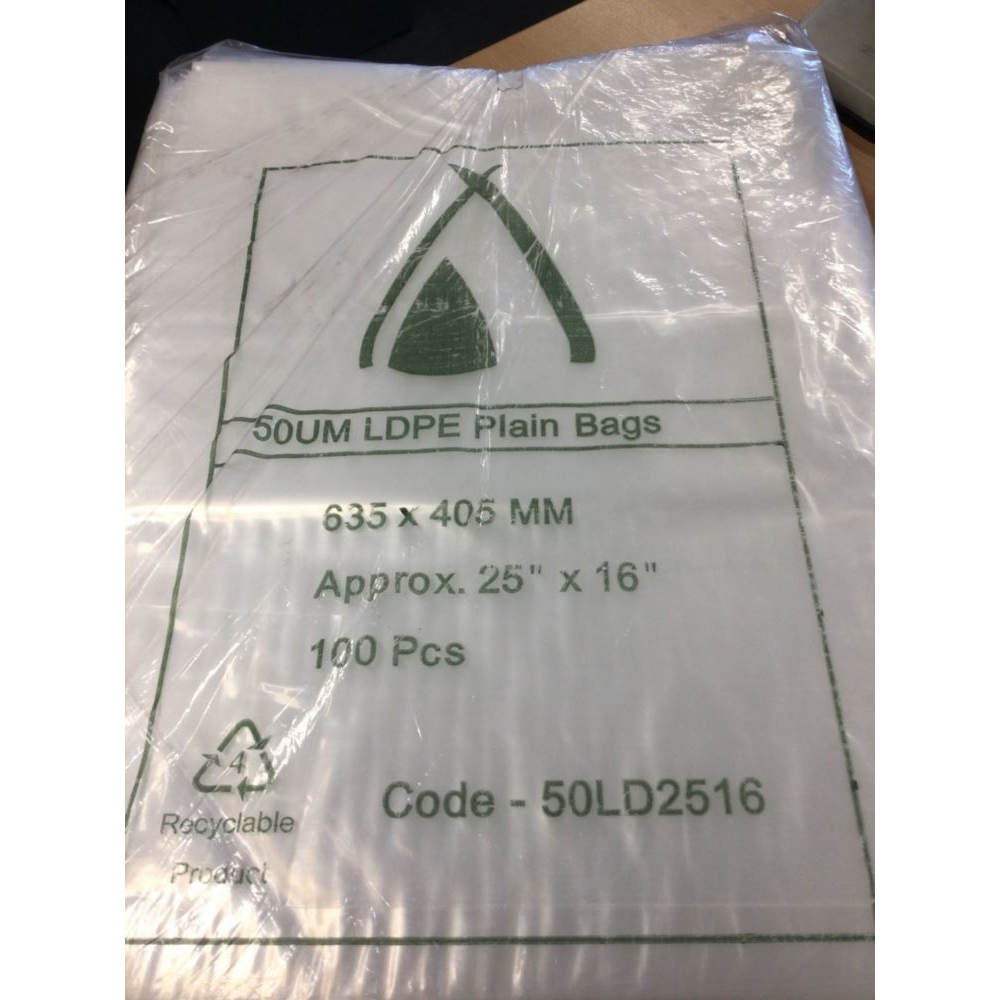 50UM LDPE Plain Bags
635 x 405 MM
Approx. 25" x 16"
100 Pcs
4
Recyclable
Product
Code - 50LD2516